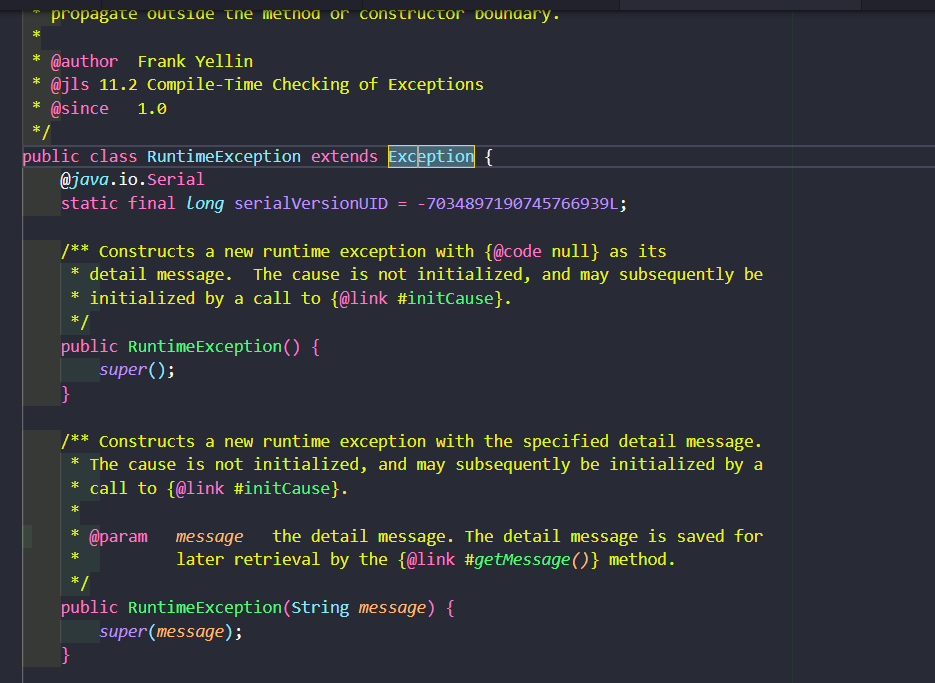 * propagate outside the method or constructor boundary.
*
* @author  Frank Yellin
* @jls 11.2 Compile-Time Checking of Exceptions
* @since   1.0
*/
public class RuntimeException extends Exception {
    @java.io.Serial
    static final long serialVersionUID = -7034897190745766939L;

    /** Constructs a new runtime exception with {@code null} as its
     * detail message.  The cause is not initialized, and may subsequently be
     * initialized by a call to {@link #initCause}.
     */
    public RuntimeException() {
        super();
    }

    /** Constructs a new runtime exception with the specified detail message.
     * The cause is not initialized, and may subsequently be initialized by a
     * call to {@link #initCause}.
     *
     * @param   message   the detail message. The detail message is saved for
     *          later retrieval by the {@link #getMessage()} method.
     */
    public RuntimeException(String message) {
        super(message);
    }